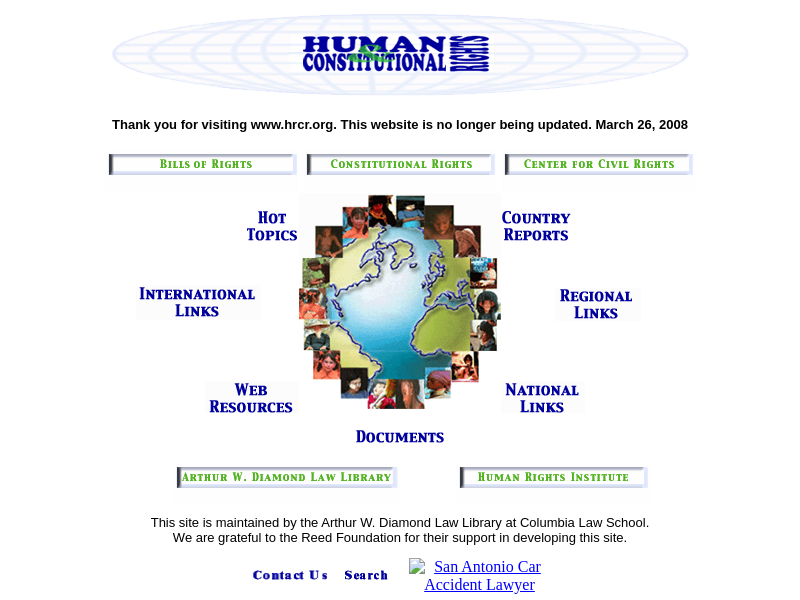 HUMAN & CONSTITUTIONAL RIGHTS
Thank you for visiting www.hrcr.org. This website is no longer being updated. March 26, 2008
BILLS OF RIGHTS
CONSTITUTIONAL RIGHTS
CENTER FOR CIVIL RIGHTS
HOT
TOPICS
COUNTRY
REPORTS
INTERNATIONAL
LINKS
REGIONAL
LINKS
WEB
RESOURCES
NATIONAL
LINKS
DOCUMENTS
ARTHUR W. DIAMOND LAW LIBRARY
HUMAN RIGHTS INSTITUTE
This site is maintained by the Arthur W. Diamond Law Library at Columbia Law School.
We are grateful to the Reed Foundation for their support in developing this site.
Contact Us
Search
San Antonio Car
Accident Lawyer